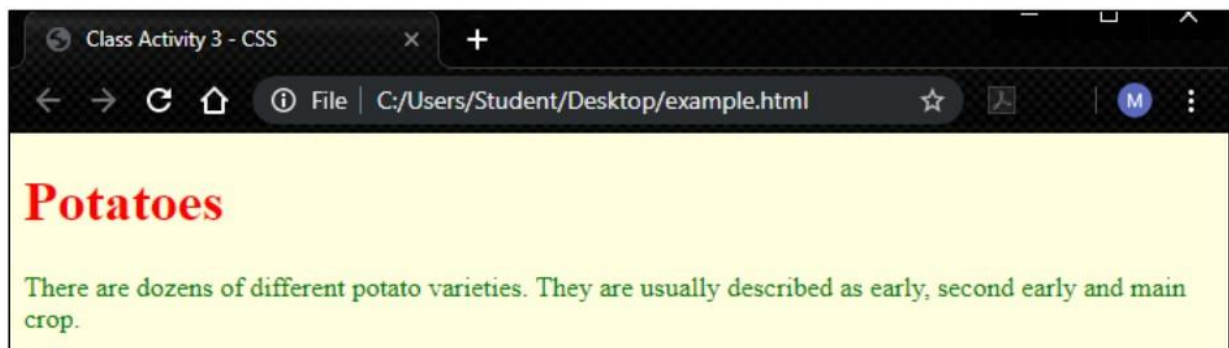 Class Activity 3 - CSS
File C:/Users/Student/Desktop/example.html
M
Potatoes
There are dozens of different potato varieties. They are usually described as early, second early and main
crop.